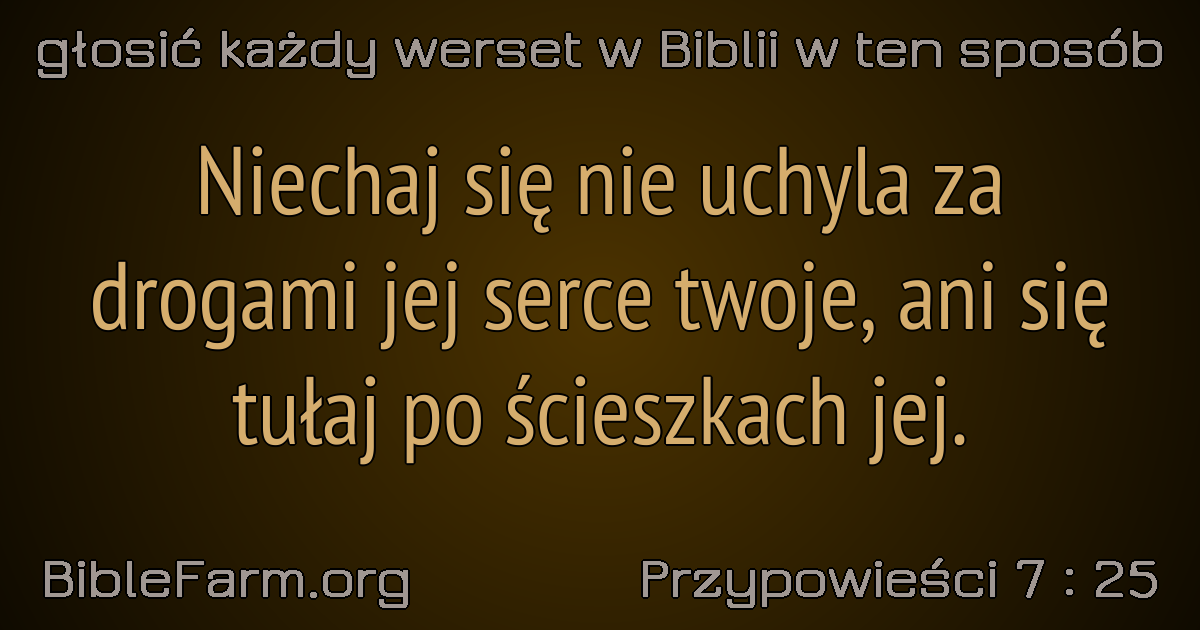 głosić każdy werset w Biblii w ten sposób
Niechaj się nie uchyla za
drogami jej serce twoje, ani się
tułaj po ścieszkach jej.
BibleFarm.org
Przypowieści 7 : 25